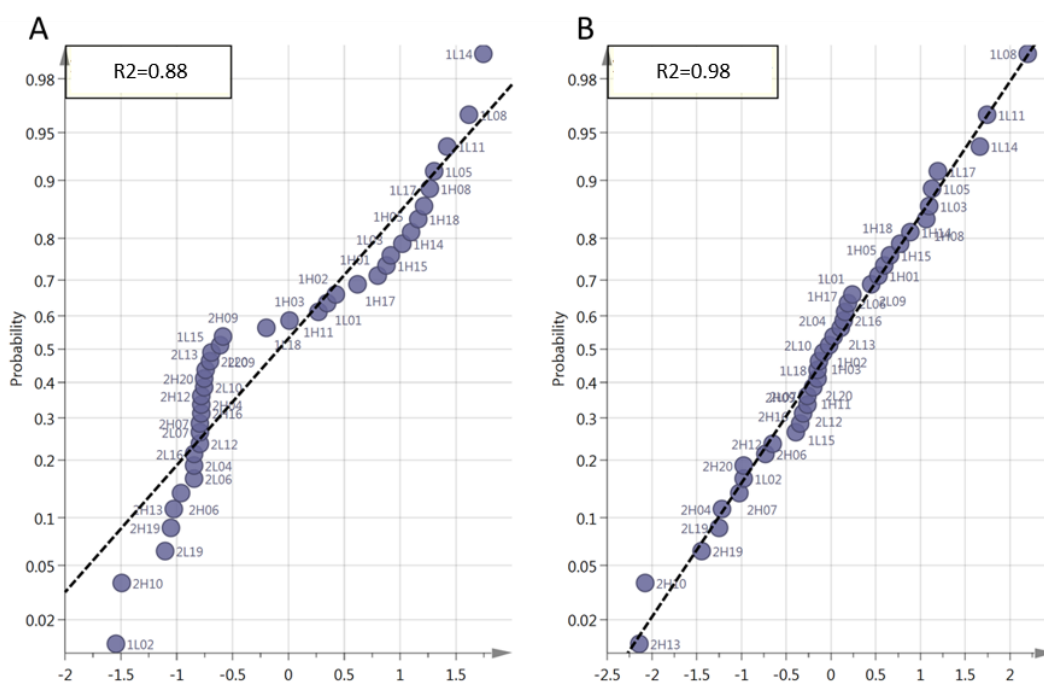 A
B
R2=0.88
R2=0.98
Probability
0.98
0.95
0.9
0.8
0.7
0.6
0.5
0.4
0.3
0.2
0.1
0.05
0.02
-2
-1.5
-1
-0.5
0
0.5
1
1.5
1L14
1L08
1L11
1L05
1L17
1H08
1H05
1H18
1L03
1H14
1H01
1H15
1H02
1H17
1H03
1L01
1H11
2H09
1L18
1L15
2L13
2L20
1L09
2H20
2L10
2H12
2H04
2H16
2H07
2L07
2L12
2L16
2L04
2L06
2H13
2H06
2H19
2L19
2H10
1L02
Probability
0.98
0.95
0.9
0.8
0.7
0.6
0.5
0.4
0.3
0.2
0.1
0.05
0.02
-2.5
-2
-1.5
-1
-0.5
0
0.5
1
1.5
2
1L08
1L11
1L14
1L17
1L05
1L03
1H18
1H14
1H08
1H05
1H15
1L01
1H01
1H17
2L09
2L06
2L04
2L16
2L10
2L13
1H02
1L18
1H03
2H09
2L20
1H11
2H16
2L12
1L15
2H12
2H06
2H20
1L02
2H07
2H04
2L19
2H19
2H10
2H13